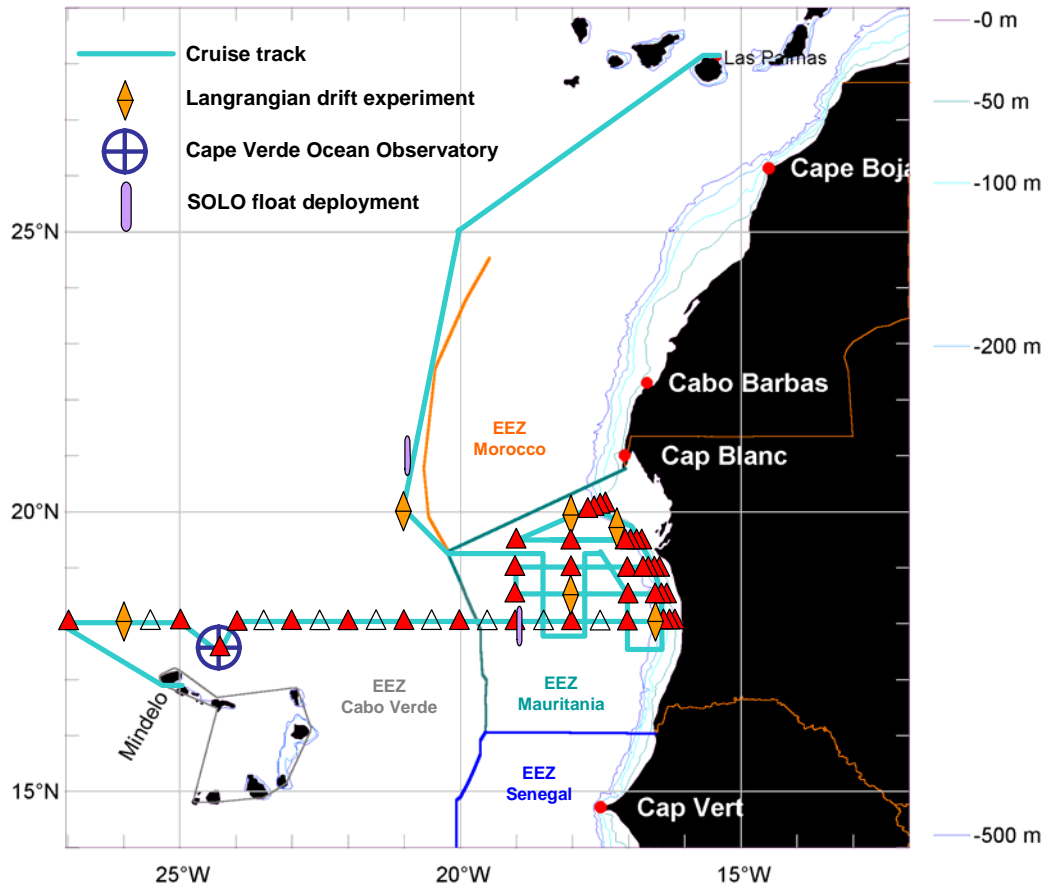 Cruise track
Langrangian drift experiment
Cape Verde Ocean Observatory
SOLO float deployment
Las Palmas
Cape Boja
Cabo Barbas
Cap Blanc
Cap Vert
EEZ
Morocco
EEZ
Cabo Verde
EEZ
Mauritania
EEZ
Senegal
Mindelo
25°N
20°N
15°N
25°W
20°W
15°W
-0 m
-50 m
-100 m
-200 m
-500 m